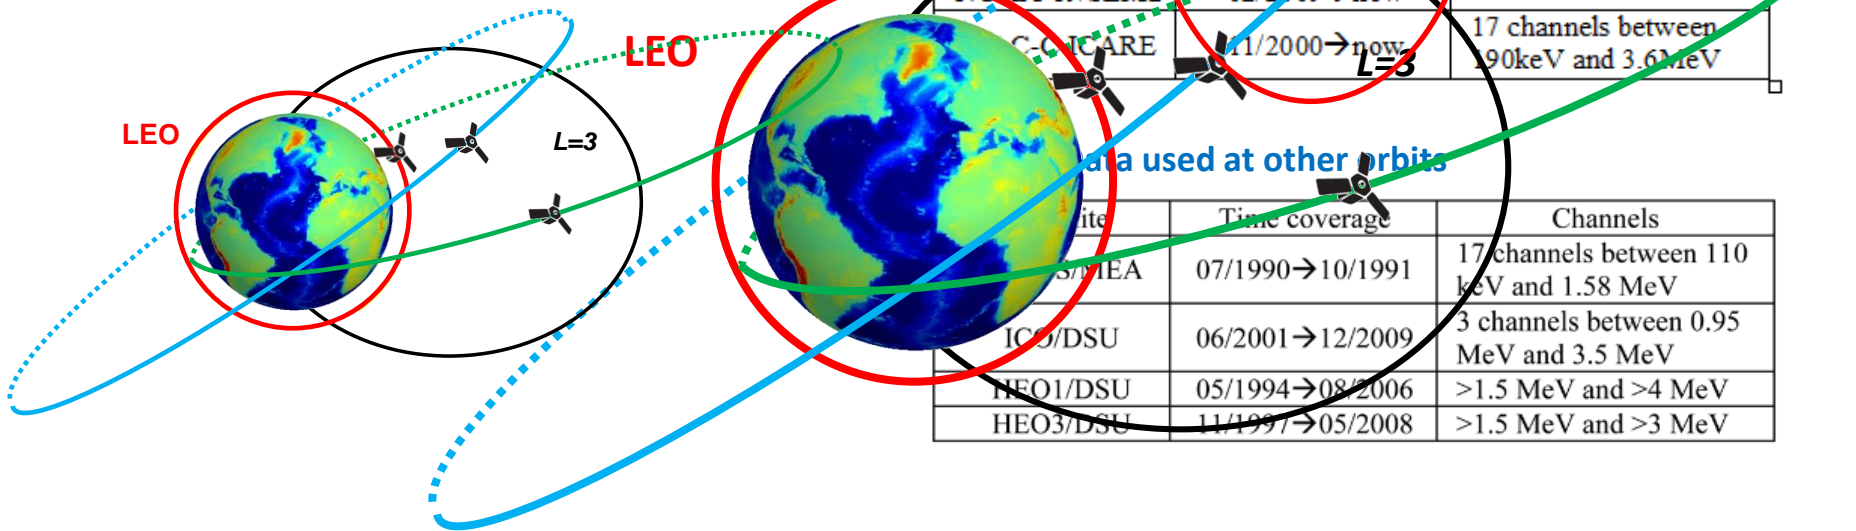 LEO
L=3
LEO
11/2000→now
17 channels between
190keV and 3.6MeV
L=3
used at other orbits
Time coverage
Channels
07/1990→10/1991
17 channels between 110
keV and 1.58 MeV
ICO/DSU
06/2001→12/2009
3 channels between 0.95
MeV and 3.5 MeV
HEO1/DSU
05/1994→08/2006
>1.5 MeV and >4 MeV
HEO3/DSU
11/1997→05/2008
>1.5 MeV and >3 MeV